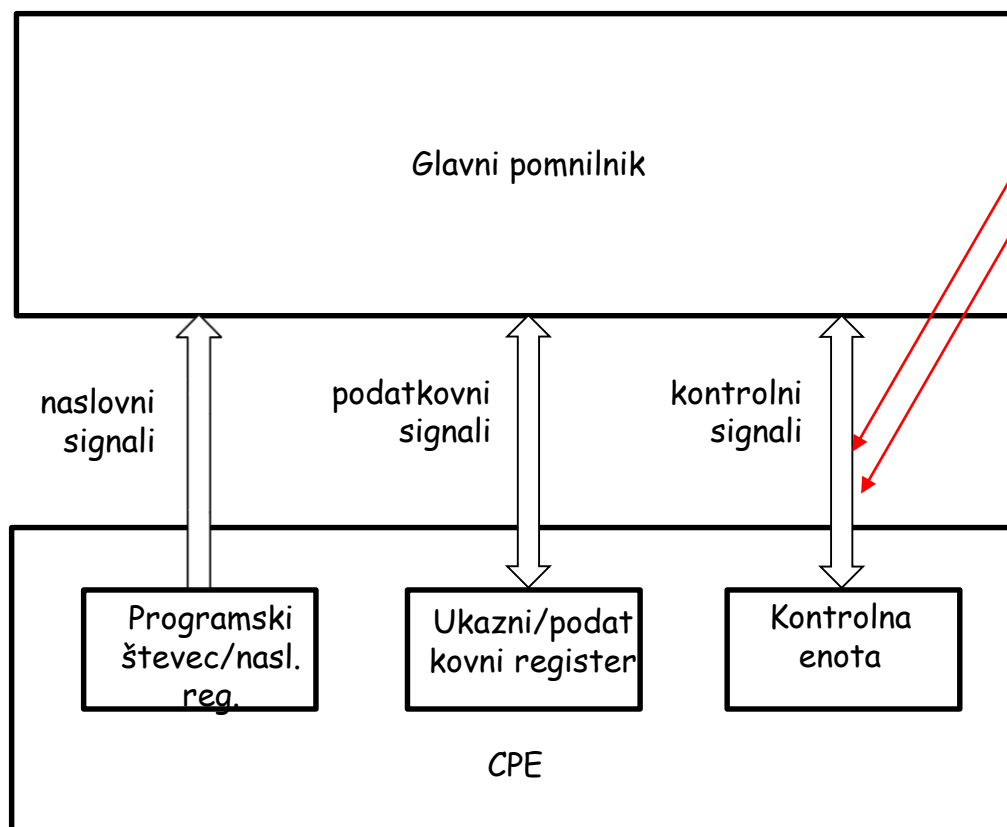 Glavni pomnilnik
naslovni
signali
podatkovni
signali
kontrolni
signali
Programski
števec/nasl.
reg.
Ukazni/podat
kovni register
Kontrolna
enota
CPE